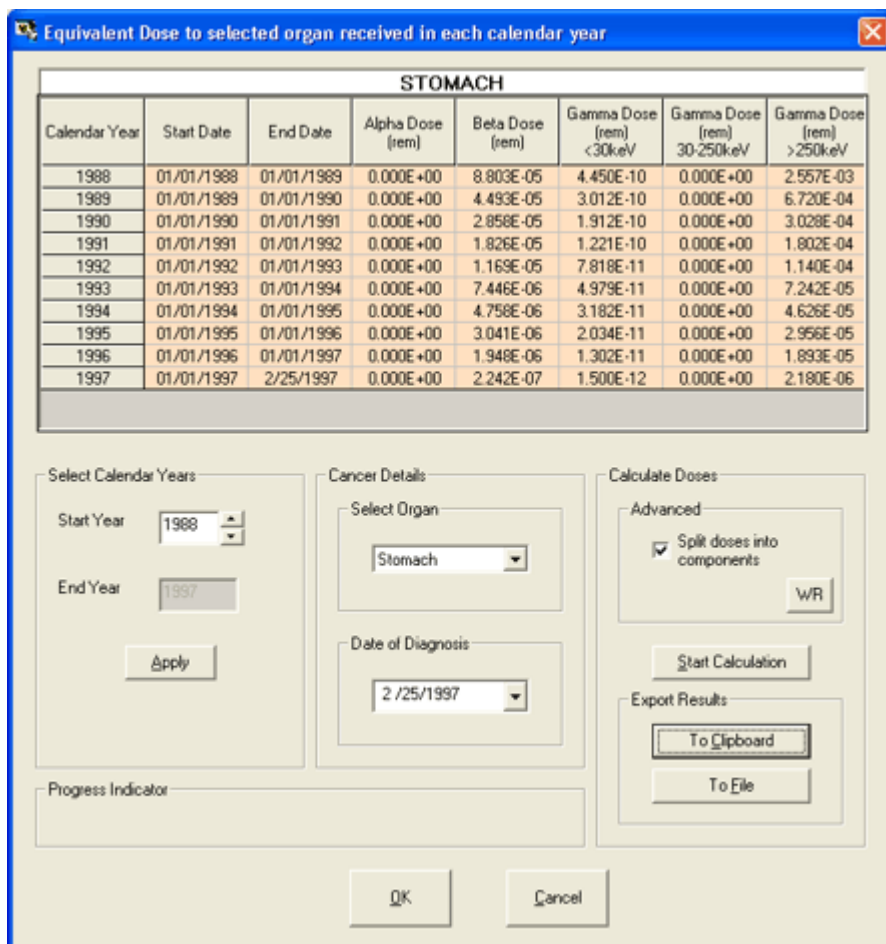 Equivalent Dose to selected organ received in each calendar year
STOMACH
Calendar Year Start Date End Date Alpha Dose (rem) Beta Dose (rem) Gamma Dose (rem) <30keV Gamma Dose (rem) 30-250keV Gamma Dose (rem) >250keV
1988 01/01/1988 01/01/1989 0.000E+00 8.803E-05 4.450E-10 0.000E+00 2.557E-03
1989 01/01/1989 01/01/1990 0.000E+00 4.493E-05 3.012E-10 0.000E+00 6.720E-04
1990 01/01/1990 01/01/1991 0.000E+00 2.858E-05 1.912E-10 0.000E+00 3.028E-04
1991 01/01/1991 01/01/1992 0.000E+00 1.826E-05 1.221E-10 0.000E+00 1.802E-04
1992 01/01/1992 01/01/1993 0.000E+00 1.169E-05 7.818E-11 0.000E+00 1.140E-04
1993 01/01/1993 01/01/1994 0.000E+00 7.446E-06 4.979E-11 0.000E+00 7.242E-05
1994 01/01/1994 01/01/1995 0.000E+00 4.758E-06 3.182E-11 0.000E+00 4.626E-05
1995 01/01/1995 01/01/1996 0.000E+00 3.041E-06 2.034E-11 0.000E+00 2.956E-05
1996 01/01/1996 01/01/1997 0.000E+00 1.948E-06 1.302E-11 0.000E+00 1.893E-05
1997 01/01/1997 2/25/1997 0.000E+00 2.242E-07 1.500E-12 0.000E+00 2.180E-06
Select Calendar Years
Start Year 1988
End Year 1997
Apply
Cancer Details
Select Organ
Stomach
Date of Diagnosis
2 /25/1997
Calculate Doses
Advanced
Split doses into
components
WR
Start Calculation
Export Results
To Clipboard
To File
Progress Indicator
OK Cancel